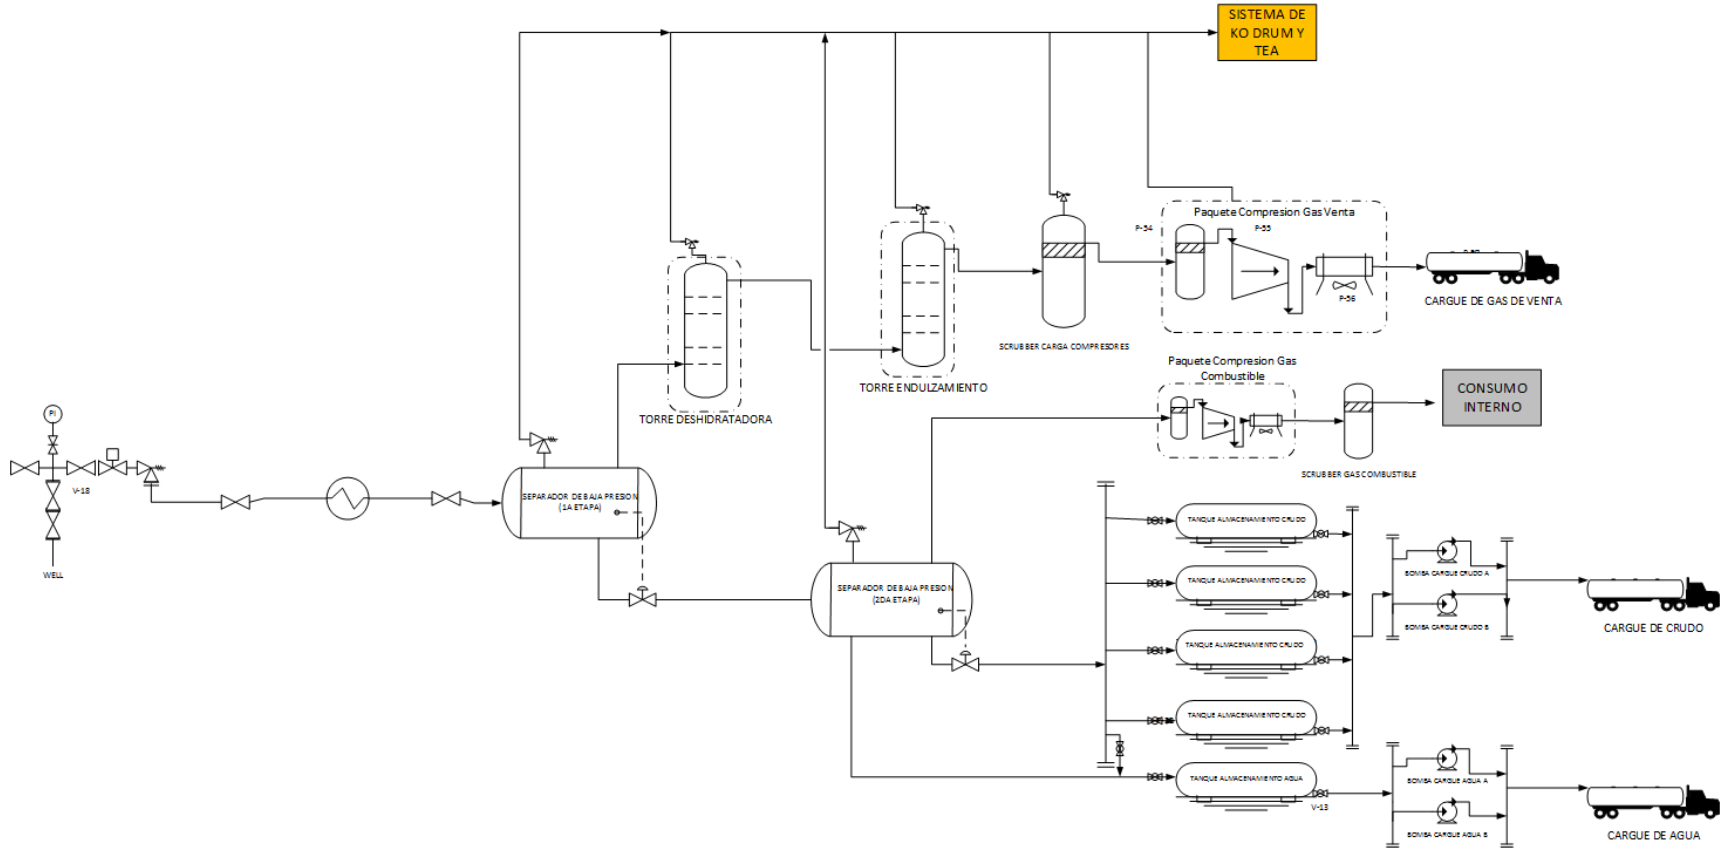 SISTEMA DE
KO DRUM Y
TEA
Paquete Compresion Gas Venta
P-54
P-55
P-56
CARGUE DE GAS DE VENTA
SCRUBBER CARGA COMPRESORES
TORRE ENDULZAMIENTO
TORRE DESHIDRATADORA
Paquete Compresion Gas
Combustible
CONSUMO
INTERNO
SCRUBBER GAS COMBUSTIBLE
PI
V-18
WELL
SEPARADOR DE BAJA PRESION
(1A ETAPA)
SEPARADOR DE BAJA PRESION
(2DA ETAPA)
TANQUE ALMACENAMIENTO CRUDO
TANQUE ALMACENAMIENTO CRUDO
TANQUE ALMACENAMIENTO CRUDO
TANQUE ALMACENAMIENTO CRUDO
TANQUE ALMACENAMIENTO AGUA
V-13
BOMBA CARGUE CRUDO A
BOMBA CARGUE CRUDO B
CARGUE DE CRUDO
BOMBA CARGUE AGUA A
BOMBA CARGUE AGUA B
CARGUE DE AGUA